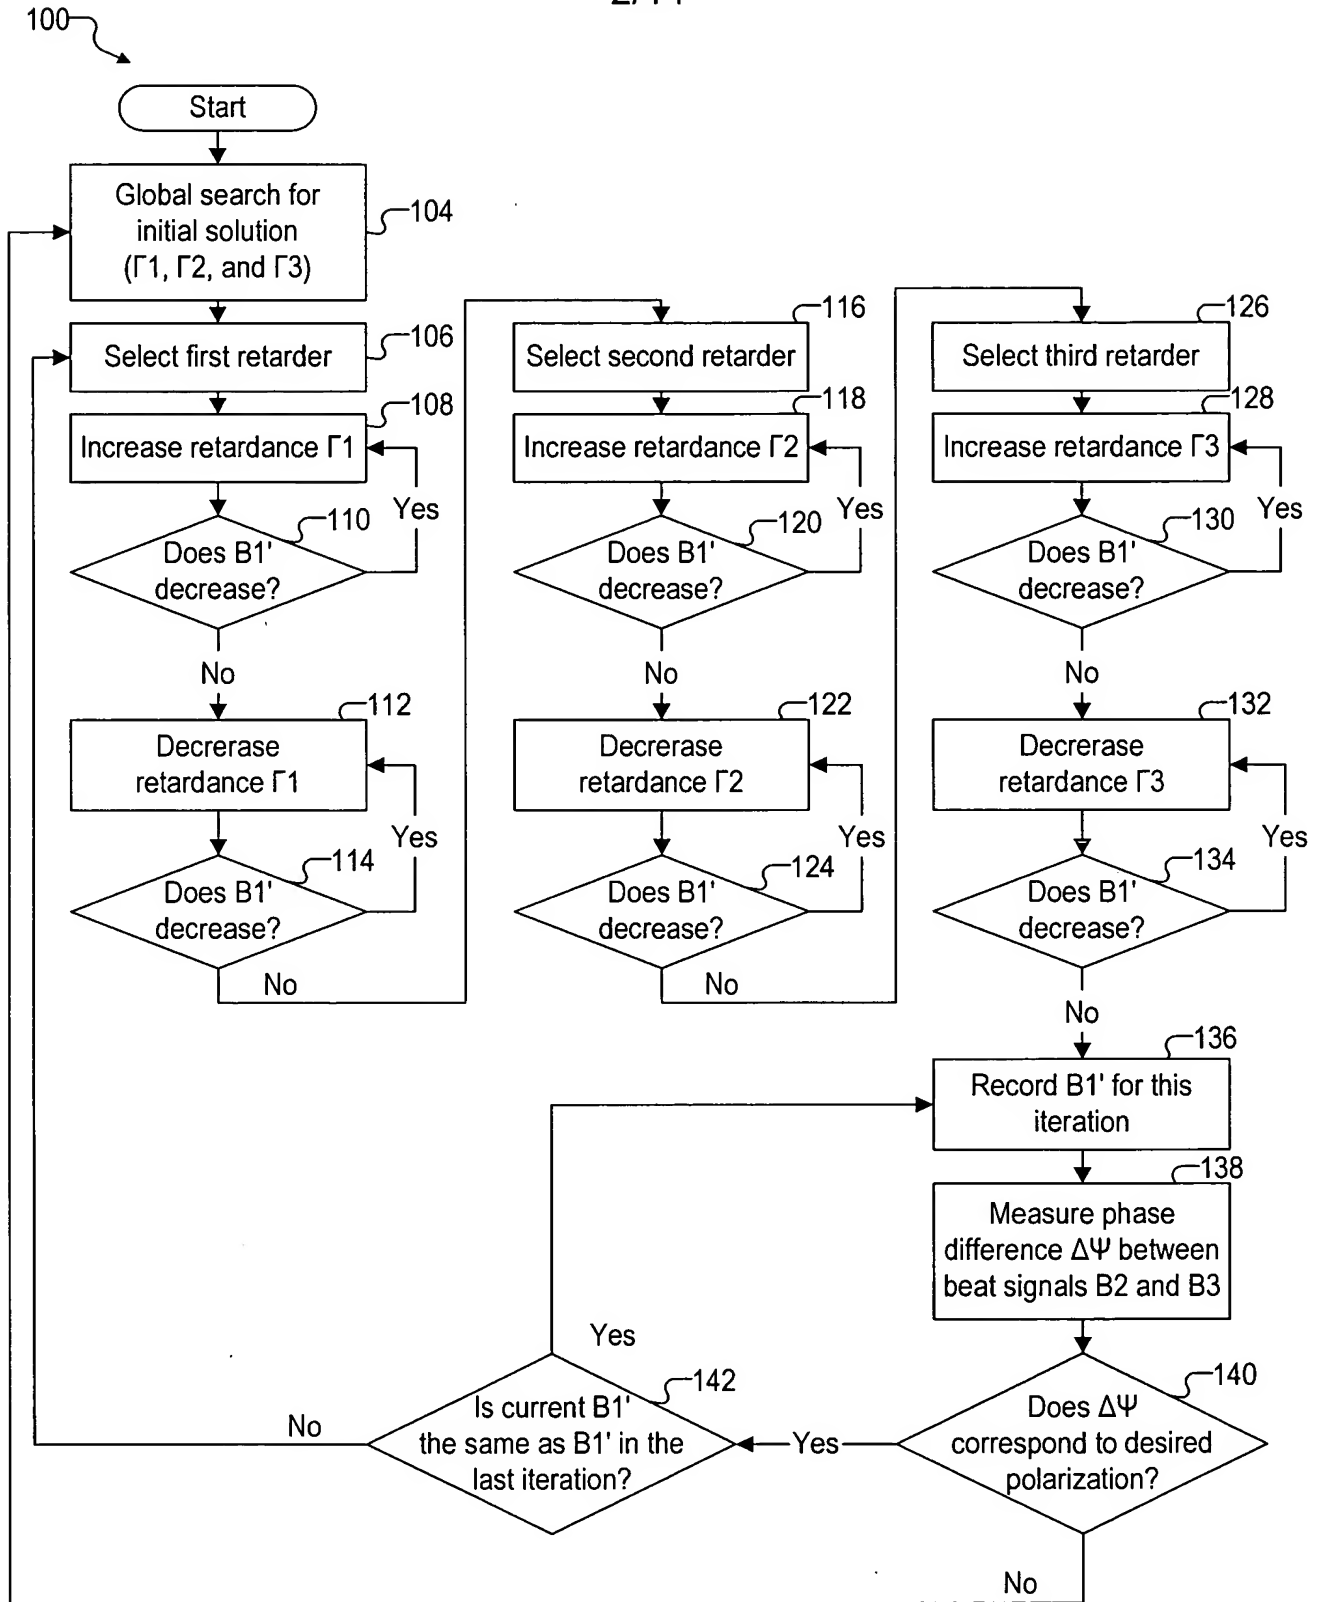 100
Start
Global search for
initial solution
(Γ1, Γ2, and Γ3)
104
Select first retarder
106
Increase retardance Γ1
108
Does B1'
decrease?
110
Yes
No
Decrerase
retardance Γ1
112
Does B1'
decrease?
114
Yes
No
Select second retarder
116
Increase retardance Γ2
118
Does B1'
decrease?
120
Yes
No
Decrerase
retardance Γ2
122
Does B1'
decrease?
124
Yes
No
Select third retarder
126
Increase retardance Γ3
128
Does B1'
decrease?
130
Yes
No
Decrerase
retardance Γ3
132
Does B1'
decrease?
134
Yes
No
Record B1' for this
iteration
136
Measure phase
difference ΔΨ between
beat signals B2 and B3
138
Does ΔΨ
correspond to desired
polarization?
140
Yes
No
Is current B1'
the same as B1' in the
last iteration?
142
Yes
No